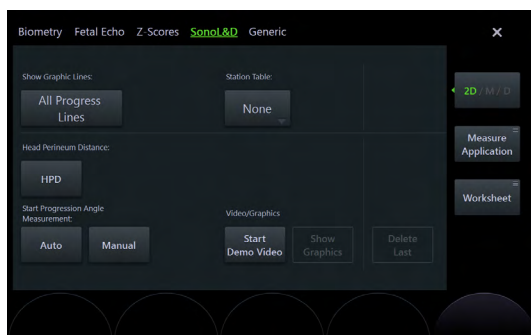 Biometry Fetal Echo Z-Scores SonoL&D Generic
Show Graphic Lines:
Station Table:
All Progress
Lines
None
2D / M / D
Measure
Application
Head Perineum Distance:
HPD
Worksheet
Start Progression Angle
Measurement:
Video/Graphics
Auto
Manual
Start
Demo Video
Show
Graphics
Delete
Last